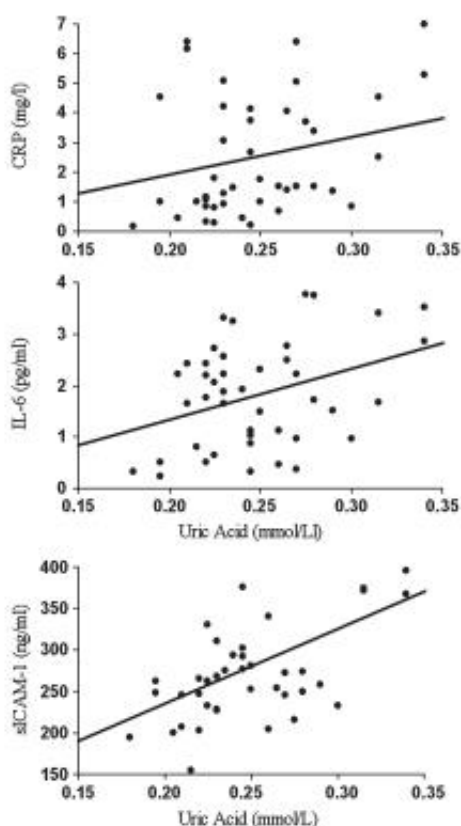 7
6
5
4
3
2
1
0
CRP (mg/l)
0.15 0.20 0.25 0.30 0.35
4
3
2
1
0
IL-6 (pg/ml)
0.15 0.20 0.25 0.30 0.35
Uric Acid (mmol/Ll)
400
350
300
250
200
150
sICAM-1 (ng/ml)
0.15 0.20 0.25 0.30 0.35
Uric Acid (mmol/L)